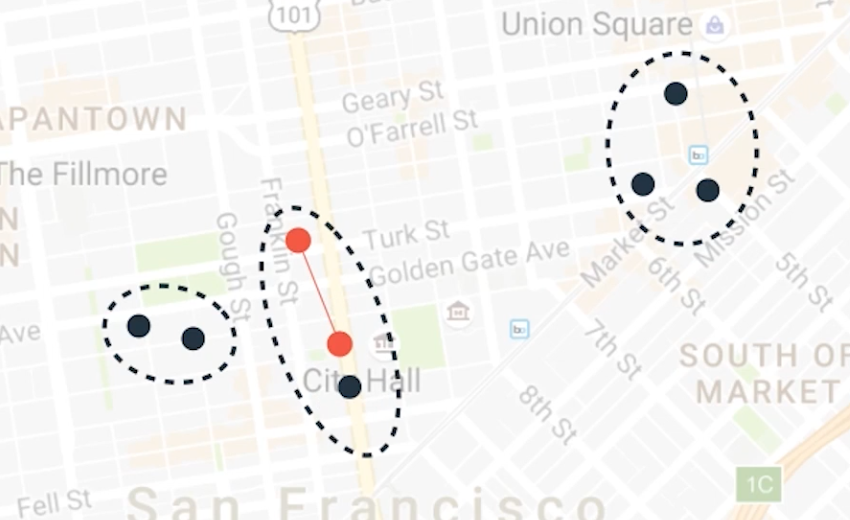 101
Union Square
Geary St
APANTOWN
O'Farrell St
The Fillmore
Franklin St
Gough St
Turk St
Golden Gate Ave
Market St
Mission St
6th St
5th St
Ave
7th St
SOUTH OF
MARKET
City Hall
8th St
1C
Fell St
San Francisco